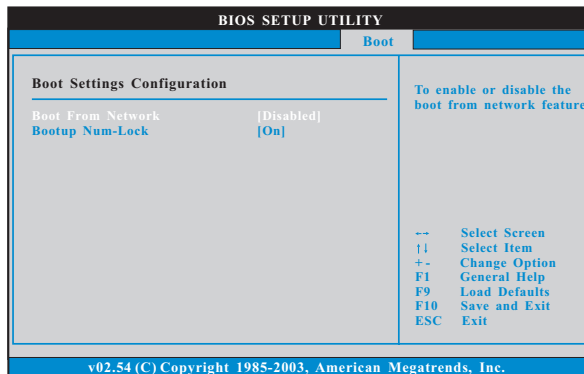 BIOS SETUP UTILITY
Boot
Boot Settings Configuration
Boot From Network [Disabled]
Bootup Num-Lock [On]
To enable or disable the
boot from network feature
←→ Select Screen
↑↓ Select Item
+ - Change Option
F1 General Help
F9 Load Defaults
F10 Save and Exit
ESC Exit
v02.54 (C) Copyright 1985-2003, American Megatrends, Inc.